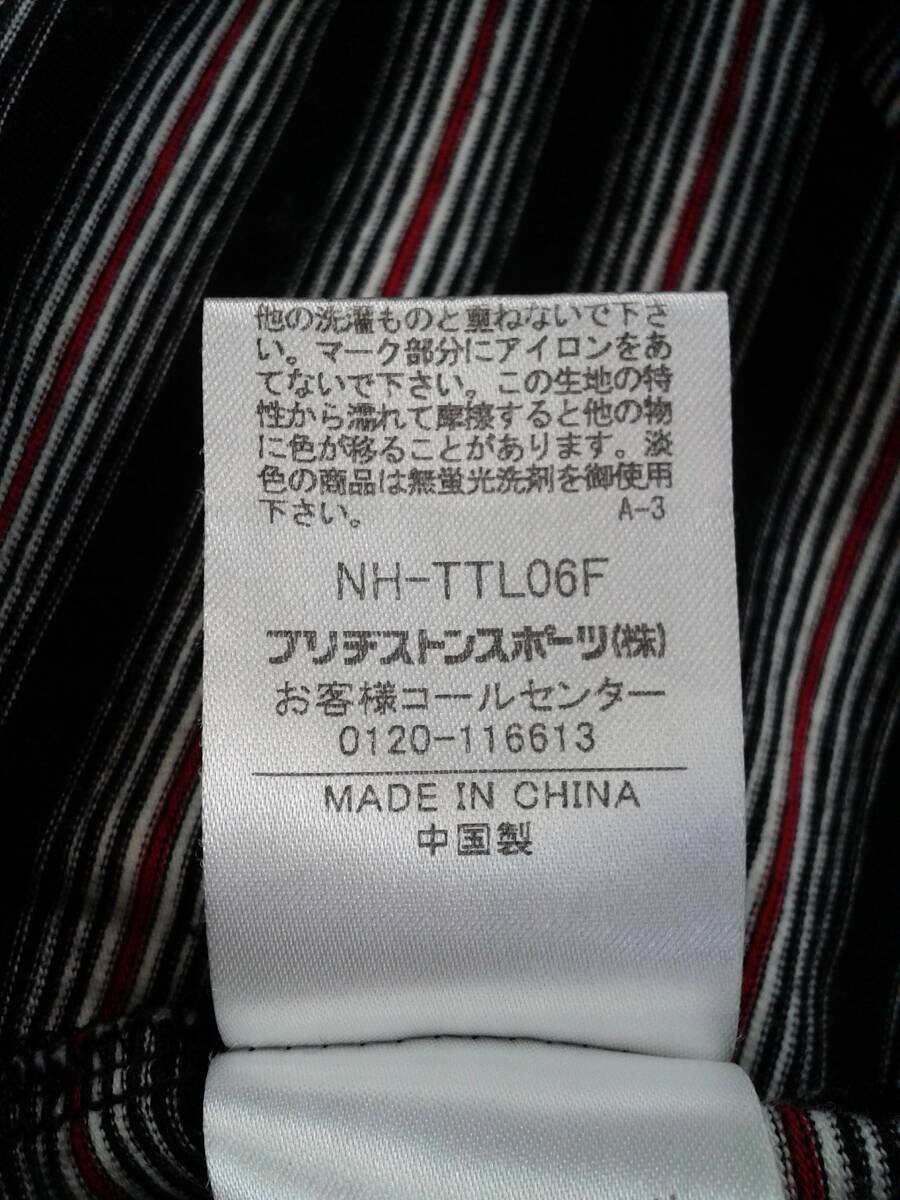 他の洗濯ものと重ねないで下さ
い。マーク部分にアイロンをあ
てないで下さい。この生地の特
性から濡れて摩擦すると他の物
に色が移ることがあります。淡
色の商品は無蛍光洗剤を御使用
下さい。 A-3
NH-TTL06F
ブリヂストンスポーツ(株)
お客様コールセンター
0120-116613
MADE IN CHINA
中国製